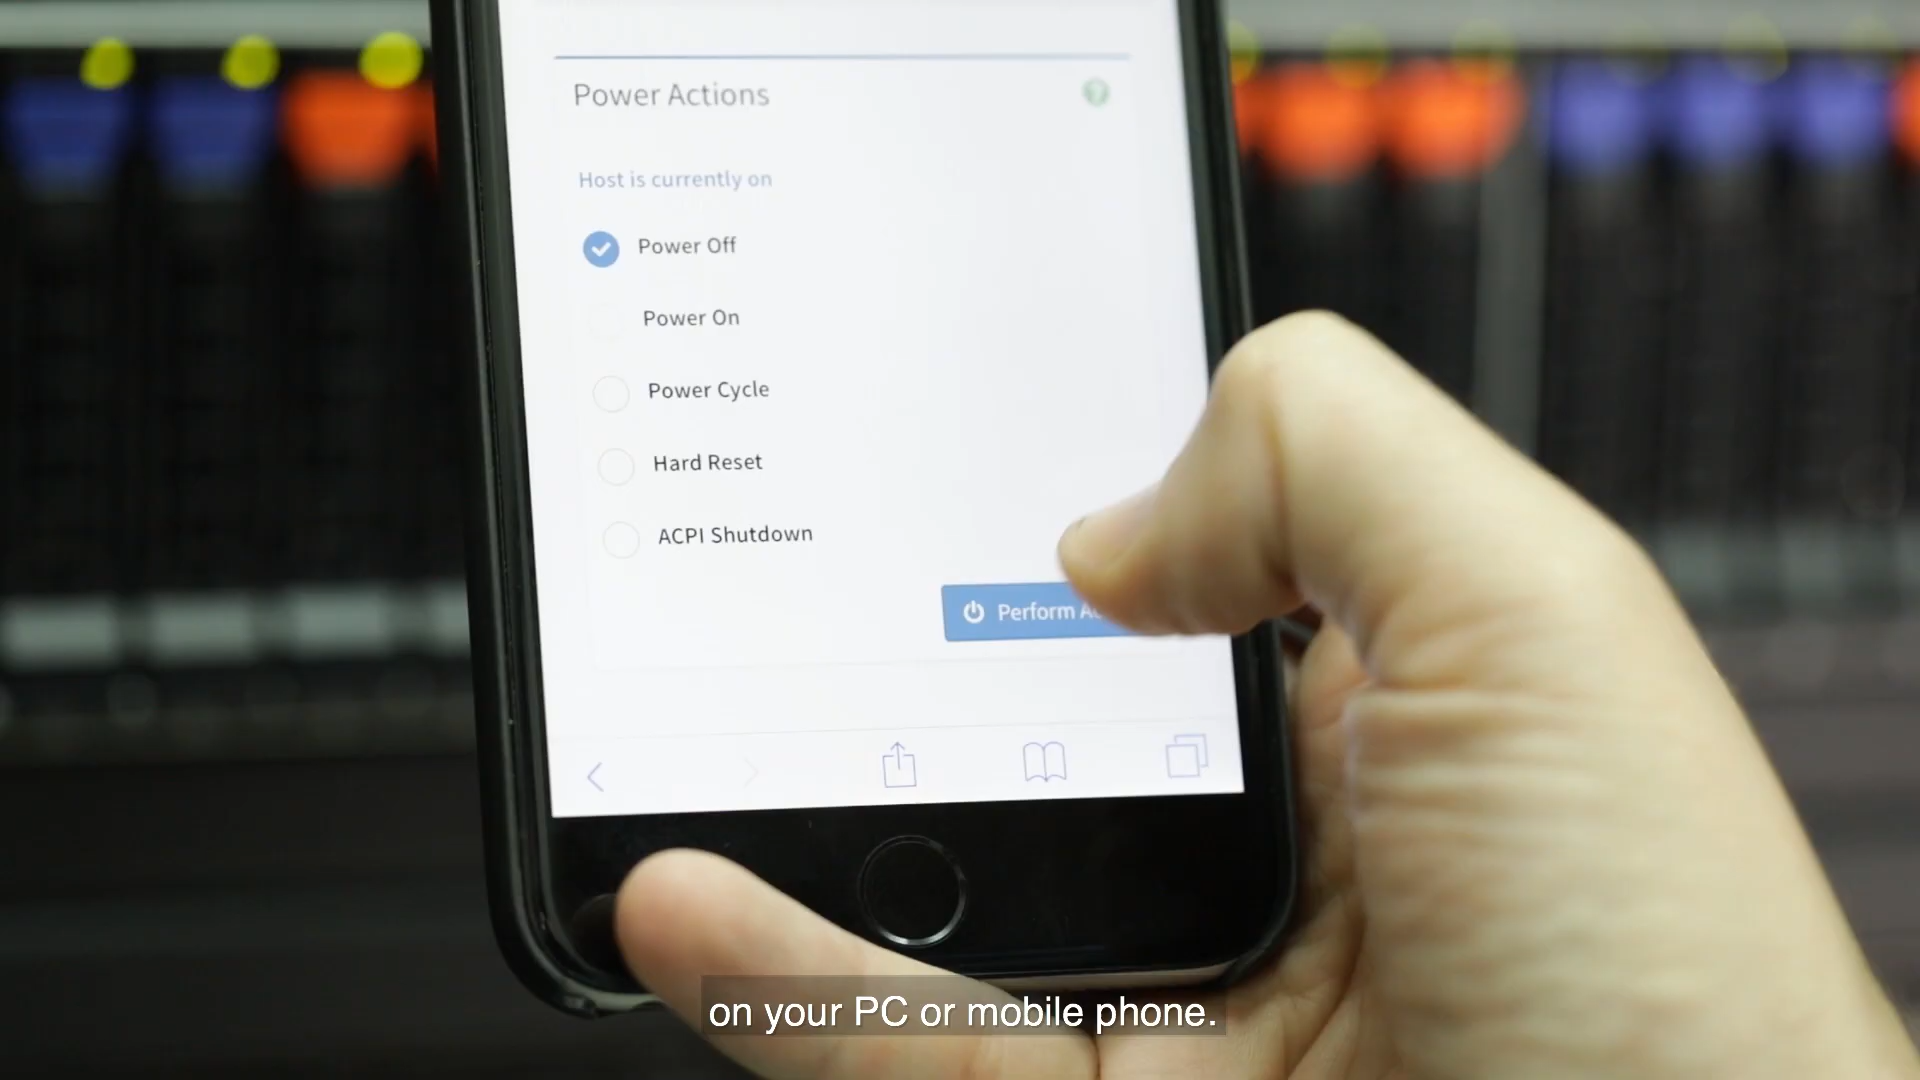 Power Actions
Host is currently on
Power Off
Power On
Power Cycle
Hard Reset
ACPI Shutdown
Perform
on your PC or mobile phone.